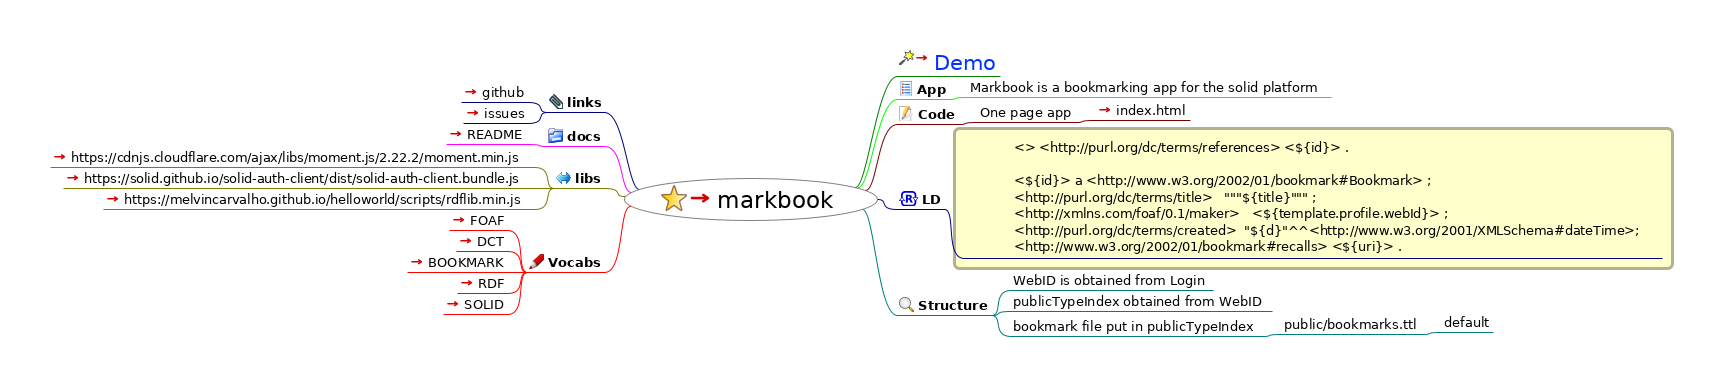 markbook
Demo
App
Markbook is a bookmarking app for the solid platform
Code
One page app
index.html
LD
<> <http://purl.org/dc/terms/references> <${id}> .
<${id}> a <http://www.w3.org/2002/01/bookmark#Bookmark> ;
<http://purl.org/dc/terms/title>   """${title}""" ;
<http://xmlns.com/foaf/0.1/maker>   <${template.profile.webId}> ;
<http://purl.org/dc/terms/created>  "${d}"^^<http://www.w3.org/2001/XMLSchema#dateTime>;
<http://www.w3.org/2002/01/bookmark#recalls> <${uri}> .
Structure
WebID is obtained from Login
publicTypeIndex obtained from WebID
bookmark file put in publicTypeIndex
public/bookmarks.ttl
default
links
github
issues
docs
README
libs
https://cdnjs.cloudflare.com/ajax/libs/moment.js/2.22.2/moment.min.js
https://solid.github.io/solid-auth-client/dist/solid-auth-client.bundle.js
https://melvincarvalho.github.io/helloworld/scripts/rdflib.min.js
Vocabs
FOAF
DCT
BOOKMARK
RDF
SOLID